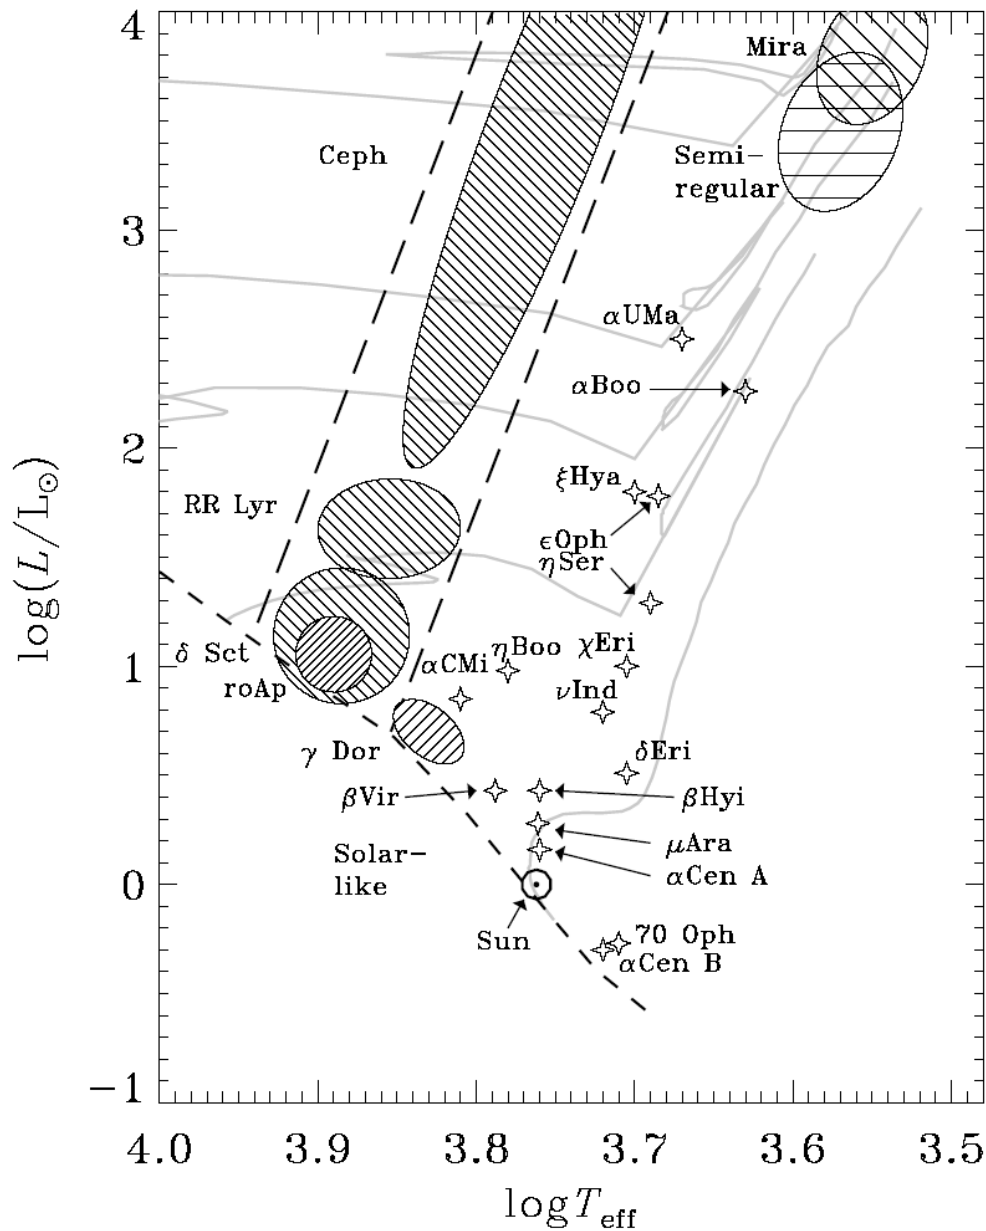 4
Mira
Ceph
Semi-
regular
3
αUMa
αBoo
2
ξHya
RR Lyr
ϵOph
ηSer
log(L/L⊙)
1
δ Sct
αCMi
ηBoo
χEri
roAp
νInd
γ Dor
δEri
βVir
βHyi
μAra
Solar-
like
αCen A
0
Sun
70 Oph
αCen B
−1
4.0 3.9 3.8 3.7 3.6 3.5
log Teff